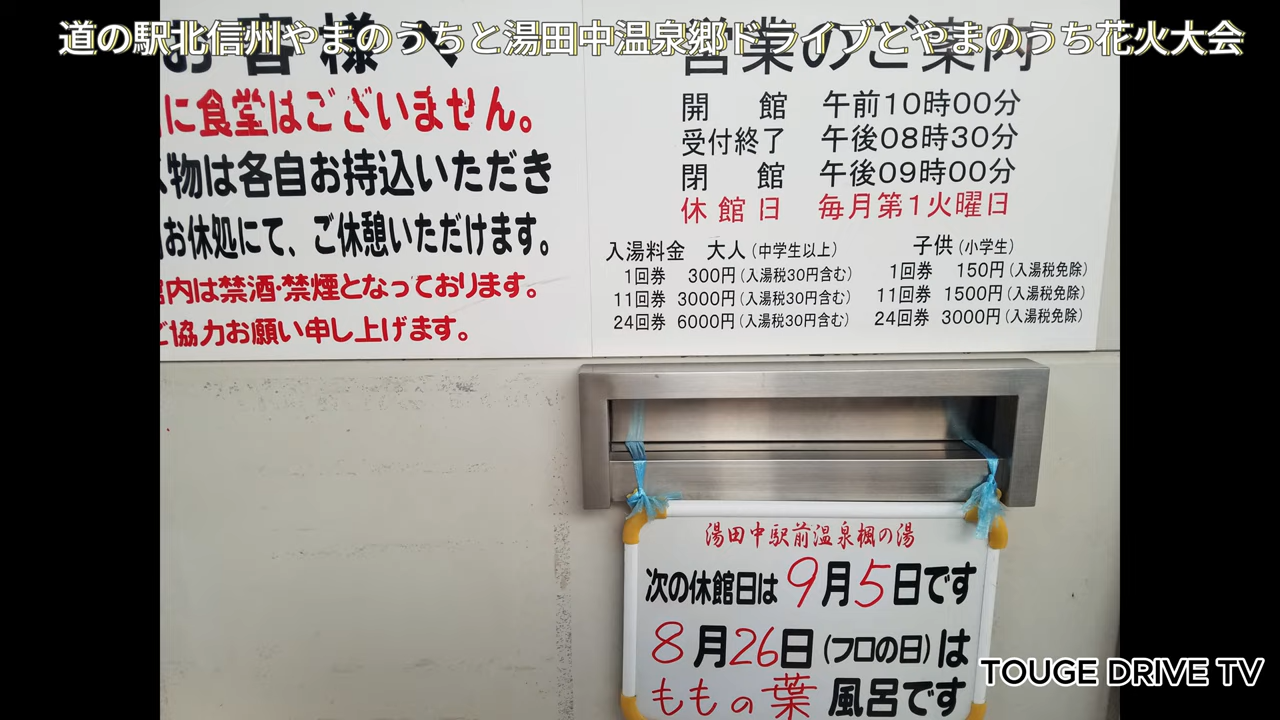 道の駅北信州やまのうちと湯田中温泉郷ドライブとやまのうち花火大会
お客様へ
に食堂はございません。
物は各自お持込いただき
お休処にて、ご休憩いただけます。
館内は禁酒・禁煙となっております。
ご協力お願い申し上げます。
営業のご案内
開館 午前10時00分
受付終了 午後08時30分
閉館 午後09時00分
休館日 毎月第1火曜日
入湯料金 大人(中学生以上) 子供(小学生)
1回券 300円(入湯税30円含む) 1回券 150円(入湯税免除)
11回券 3000円(入湯税30円含む) 11回券 1500円(入湯税免除)
24回券 6000円(入湯税30円含む) 24回券 3000円(入湯税免除)
湯田中駅前温泉楓の湯
次の休館日は9月5日です
8月26日(フロの日)は
ももの葉風呂です
TOUGE DRIVE TV